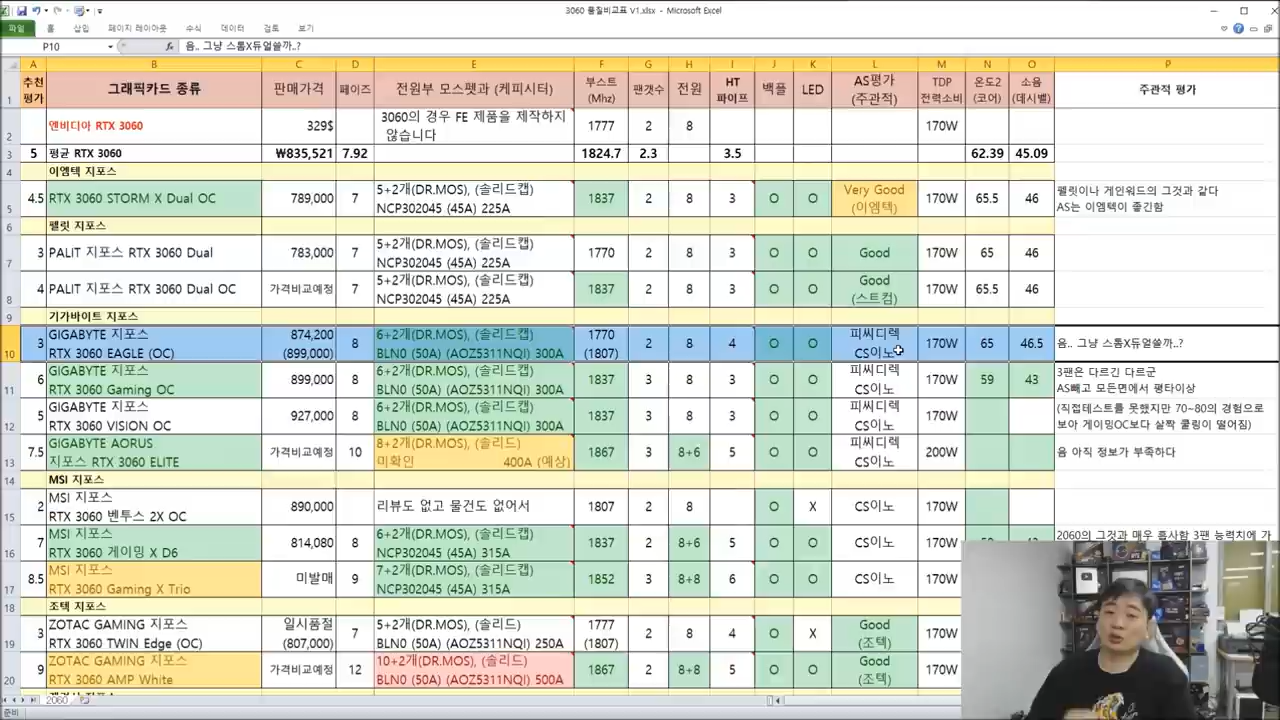 3060 품질비교표 V1.xlsx - Microsoft Excel
파일 홈 삽입 페이지 레이아웃 수식 데이터 검토 보기
P10 fx 음.. 그냥 스톰X듀얼쓸까..?
A B C D E F G H I J K L M N O P
1 추천 평가 그래픽카드 종류 판매가격 페이즈 전원부 모스펫과 (케피시터) 부스트 (Mhz) 팬갯수 전원 HT 파이프 백플 LED AS평가 (주관적) TDP 전력소비 온도2 (코어) 소음 (데시벨) 주관적 평가
2 엔비디아 RTX 3060 329$ 3060의 경우 FE 제품을 제작하지 않습니다 1777 2 8 170W
3 5 평균 RTX 3060 ₩835,521 7.92 1824.7 2.3 3.5 62.39 45.09
4 이엠텍 지포스
5 4.5 RTX 3060 STORM X Dual OC 789,000 7 5+2개(DR.MOS), (솔리드캡) NCP302045 (45A) 225A 1837 2 8 3 O O Very Good (이엠텍) 170W 65.5 46 펠릿이나 게인워드의 그것과 같다 AS는 이엠텍이 좋긴함
6 펠릿 지포스
7 3 PALIT 지포스 RTX 3060 Dual 783,000 7 5+2개(DR.MOS), (솔리드캡) NCP302045 (45A) 225A 1770 2 8 3 O O Good 170W 65 46
8 4 PALIT 지포스 RTX 3060 Dual OC 가격비교예정 7 5+2개(DR.MOS), (솔리드캡) NCP302045 (45A) 225A 1837 2 8 3 O O Good (스트컴) 170W 65.5 46
9 기가바이트 지포스
10 3 GIGABYTE 지포스 RTX 3060 EAGLE (OC) 874,200 (899,000) 8 6+2개(DR.MOS), (솔리드캡) BLN0 (50A) (AOZ5311NQI) 300A 1770 (1807) 2 8 4 O O 피씨디렉 CS이노 170W 65 46.5 음.. 그냥 스톰X듀얼쓸까..?
11 6 GIGABYTE 지포스 RTX 3060 Gaming OC 899,000 8 6+2개(DR.MOS), (솔리드캡) BLN0 (50A) (AOZ5311NQI) 300A 1837 3 8 3 O O 피씨디렉 CS이노 170W 59 43 3팬은 다르긴 다르군 AS빼고 모든면에서 평타이상
12 5 GIGABYTE 지포스 RTX 3060 VISION OC 927,000 8 6+2개(DR.MOS), (솔리드캡) BLN0 (50A) (AOZ5311NQI) 300A 1837 3 8 3 O O 피씨디렉 CS이노 170W (직접테스트를 못했지만 70~80의 경험으로 보아 게이밍OC보다 살짝 쿨링이 떨어짐)
13 7.5 GIGABYTE AORUS 지포스 RTX 3060 ELITE 가격비교예정 10 8+2개(DR.MOS), (솔리드) 미확인 400A (예상) 1867 3 8+6 5 O O 피씨디렉 CS이노 200W 음 아직 정보가 부족하다
14 MSI 지포스
15 2 MSI 지포스 RTX 3060 벤투스 2X OC 890,000 리뷰도 없고 물건도 없어서 1807 2 8 O X CS이노 170W
16 7 MSI 지포스 RTX 3060 게이밍 X D6 814,080 8 6+2개(DR.MOS), (솔리드캡) NCP302045 (45A) 315A 1837 2 8+6 5 O O CS이노 170W 2060의 그것과 매우 흡사함 3팬 능력치에 가
17 8.5 MSI 지포스 RTX 3060 Gaming X Trio 미발매 9 7+2개(DR.MOS), (솔리드캡) NCP302045 (45A) 315A 1852 3 8+8 6 O O CS이노 170W
18 조텍 지포스
19 3 ZOTAC GAMING 지포스 RTX 3060 TWIN Edge (OC) 일시품절 (807,000) 7 5+2개(DR.MOS), (솔리드캡) BLN0 (50A) (AOZ5311NQI) 250A 1777 (1807) 2 8 4 O X Good (조텍) 170W
20 9 ZOTAC GAMING 지포스 RTX 3060 AMP White 가격비교예정 12 10+2개(DR.MOS), (솔리드) BLN0 (50A) (AOZ5311NQI) 500A 1867 3 8+8 5 O O Good (조텍) 170W
2060
준비